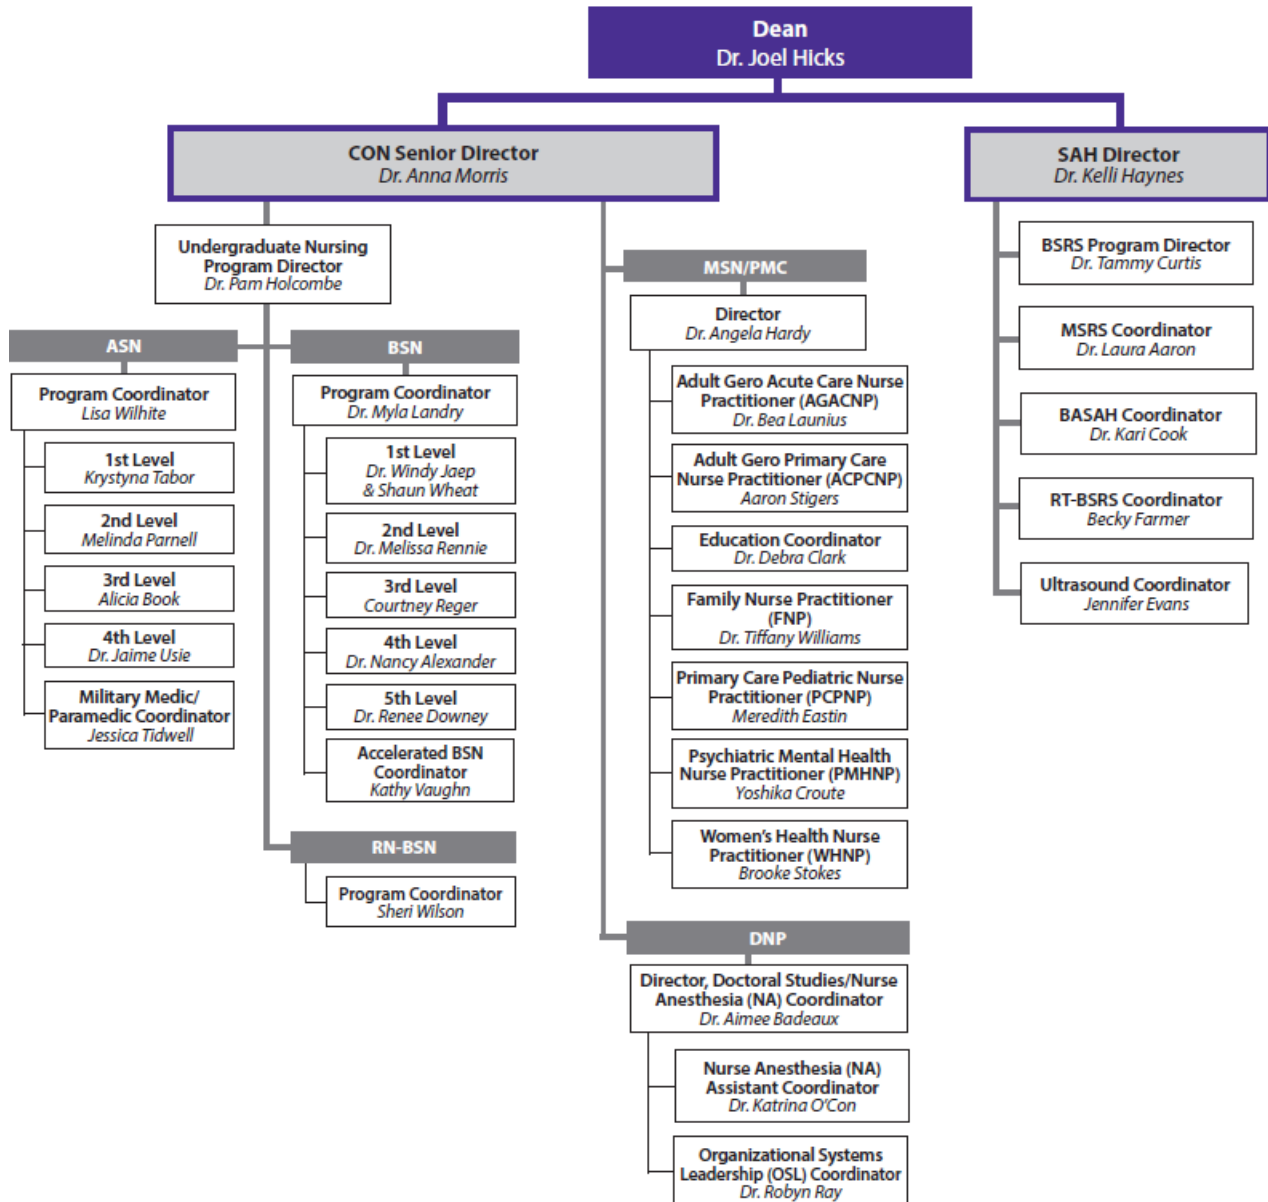 Dean
Dr. Joel Hicks
CON Senior Director
Dr. Anna Morris
SAH Director
Dr. Kelli Haynes
Undergraduate Nursing
Program Director
Dr. Pam Holcombe
ASN
Program Coordinator
Lisa Wilhite
1st Level
Krystyna Tabor
2nd Level
Melinda Parnell
3rd Level
Alicia Book
4th Level
Dr. Jaime Usie
Military Medic/
Paramedic Coordinator
Jessica Tidwell
BSN
Program Coordinator
Dr. Myla Landry
1st Level
Dr. Windy Jaep
& Shaun Wheat
2nd Level
Dr. Melissa Rennie
3rd Level
Courtney Reger
4th Level
Dr. Nancy Alexander
5th Level
Dr. Renee Downey
Accelerated BSN
Coordinator
Kathy Vaughn
RN-BSN
Program Coordinator
Sheri Wilson
MSN/PMC
Director
Dr. Angela Hardy
Adult Gero Acute Care Nurse
Practitioner (AGACNP)
Dr. Bea Launius
Adult Gero Primary Care
Nurse Practitioner (ACPCNP)
Aaron Stigers
Education Coordinator
Dr. Debra Clark
Family Nurse Practitioner
(FNP)
Dr. Tiffany Williams
Primary Care Pediatric Nurse
Practitioner (PCPNP)
Meredith Eastin
Psychiatric Mental Health
Nurse Practitioner (PMHNP)
Yoshika Croute
Women's Health Nurse
Practitioner (WHNP)
Brooke Stokes
DNP
Director, Doctoral Studies/Nurse
Anesthesia (NA) Coordinator
Dr. Aimee Badeaux
Nurse Anesthesia (NA)
Assistant Coordinator
Dr. Katrina O'Con
Organizational Systems
Leadership (OSL) Coordinator
Dr. Robyn Ray
BSRS Program Director
Dr. Tammy Curtis
MSRS Coordinator
Dr. Laura Aaron
BASAH Coordinator
Dr. Kari Cook
RT-BSRS Coordinator
Becky Farmer
Ultrasound Coordinator
Jennifer Evans